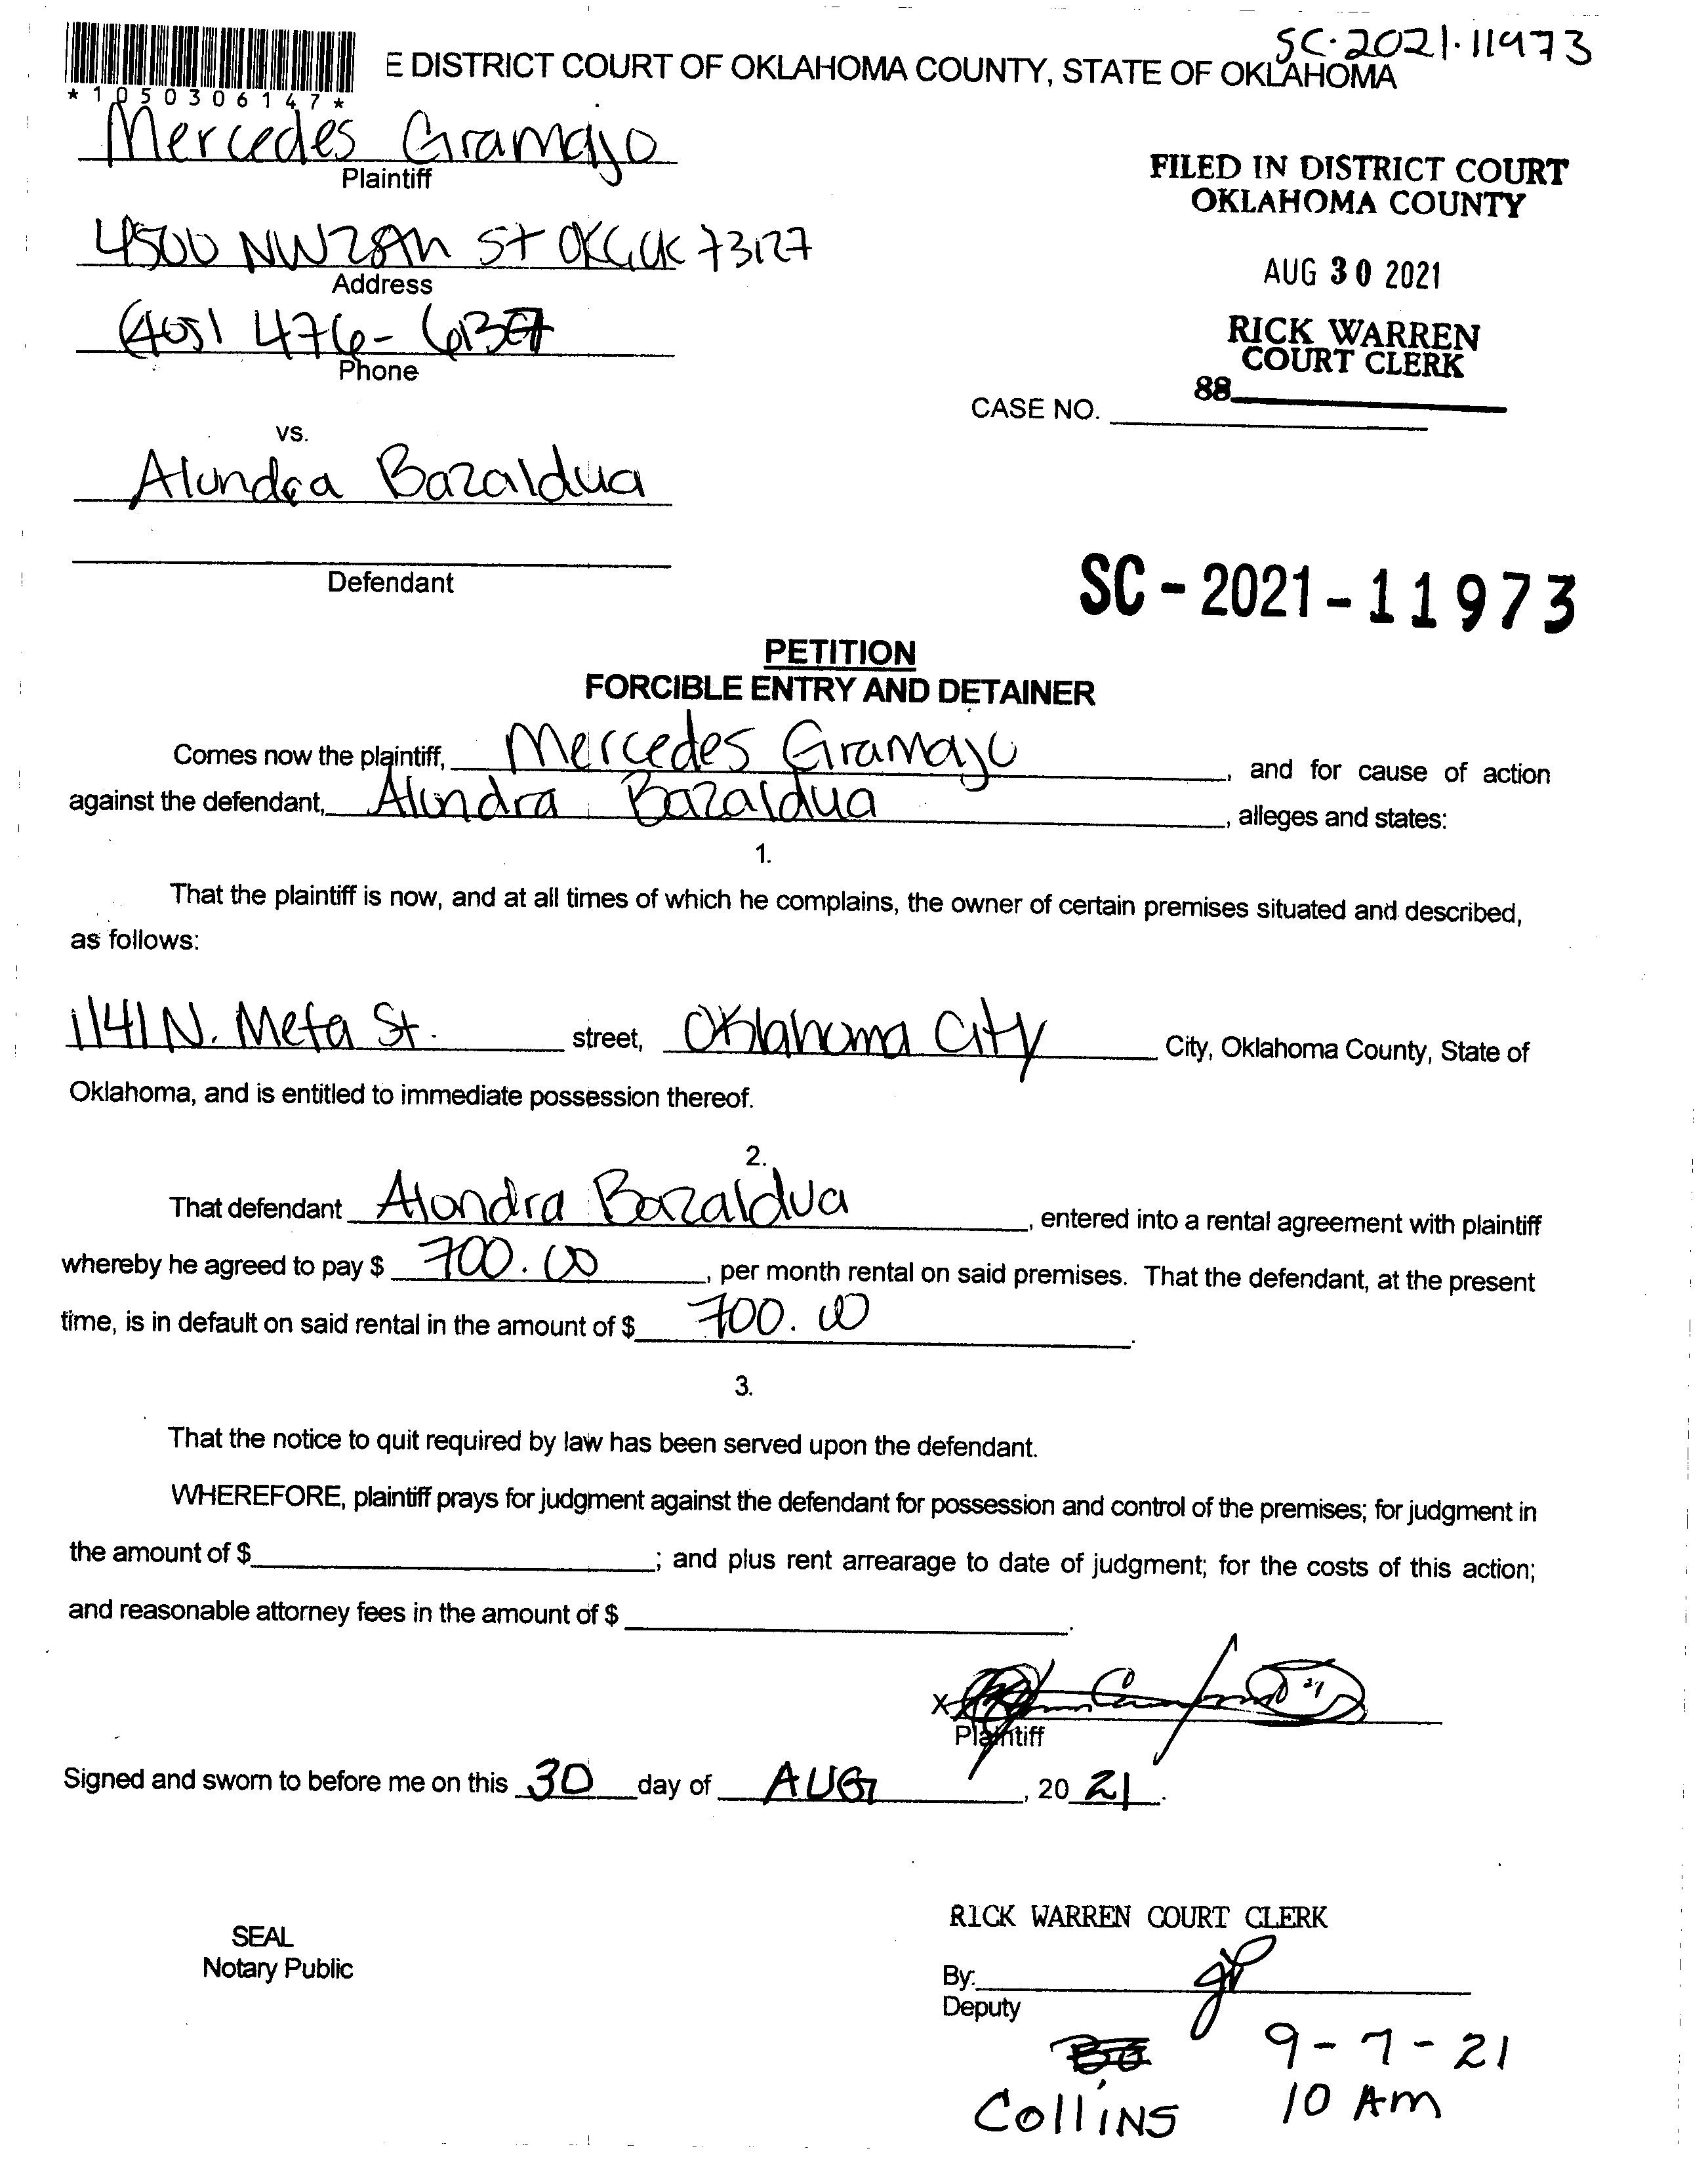 SC-2021-11973
*1050306147*
E DISTRICT COURT OF OKLAHOMA COUNTY, STATE OF OKLAHOMA
Mercedes Gramajo
Plaintiff
FILED IN DISTRICT COURT
OKLAHOMA COUNTY
4500 NW 28th St OKC, OK 73127
Address
AUG 30 2021
(405) 476-
Phone
RICK WARREN
COURT CLERK
88
CASE NO.
vs.
Alondra Bazaldua
Defendant
SC-2021-11973
PETITION
FORCIBLE ENTRY AND DETAINER
Comes now the plaintiff, Mercedes Gramajo, and for cause of action
against the defendant, Alondra Bazaldua, alleges and states:
1.
That the plaintiff is now, and at all times of which he complains, the owner of certain premises situated and described,
as follows:
1141 N. Meta St. street, Oklahoma City City, Oklahoma County, State of
Oklahoma, and is entitled to immediate possession thereof.
2.
That defendant Alondra Bazaldua, entered into a rental agreement with plaintiff
whereby he agreed to pay $ 700.00, per month rental on said premises. That the defendant, at the present
time, is in default on said rental in the amount of $ 700.00.
3.
That the notice to quit required by law has been served upon the defendant.
WHEREFORE, plaintiff prays for judgment against the defendant for possession and control of the premises; for judgment in
the amount of $; and plus rent arrearage to date of judgment; for the costs of this action;
and reasonable attorney fees in the amount of $.
X
Plaintiff
Signed and sworn to before me on this 30 day of AUG, 20 21.
RICK WARREN COURT CLERK
SEAL
Notary Public
By:
Deputy
9-7-21
Collins 10 Am